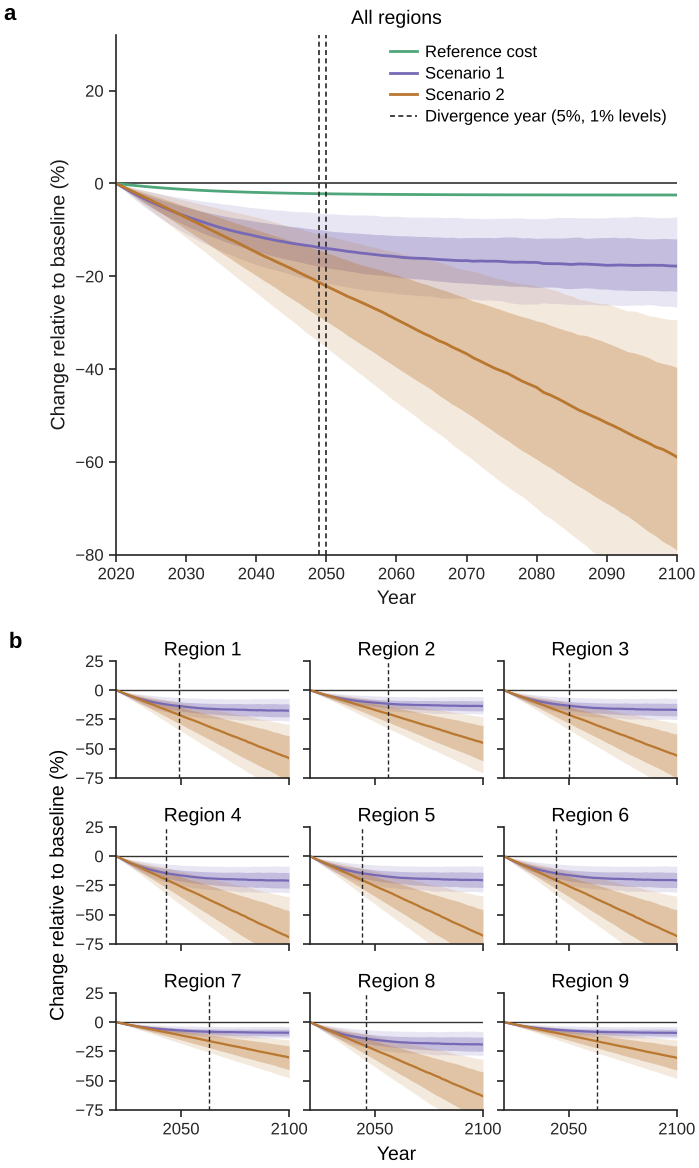 a
All regions
Reference cost
Scenario 1
Scenario 2
Divergence year (5%, 1% levels)
Change relative to baseline (%)
20
0
−20
−40
−60
−80
2020 2030 2040 2050 2060 2070 2080 2090 2100
Year
b
Change relative to baseline (%)
Region 1 Region 2 Region 3
25
0
−25
−50
−75
Region 4 Region 5 Region 6
25
0
−25
−50
−75
Region 7 Region 8 Region 9
25
0
−25
−50
−75
2050 2100 2050 2100 2050 2100
Year